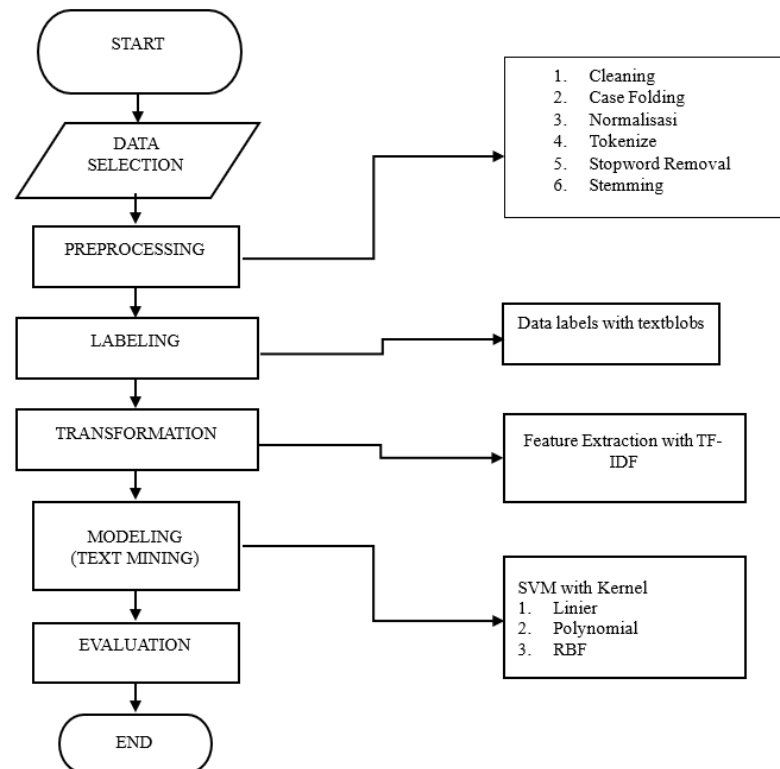 START
DATA
SELECTION
PREPROCESSING
1. Cleaning
2. Case Folding
3. Normalisasi
4. Tokenize
5. Stopword Removal
6. Stemming
LABELING
Data labels with textblobs
TRANSFORMATION
Feature Extraction with TF-
IDF
MODELING
(TEXT MINING)
SVM with Kernel
1. Linier
2. Polynomial
3. RBF
EVALUATION
END